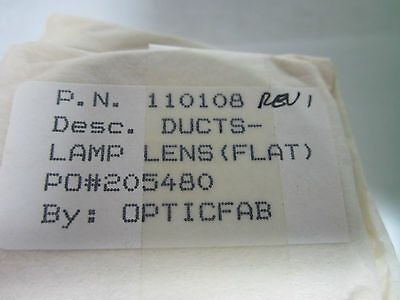 P.N. 110108 REV 1
Desc. DUCTS-
LAMP LENS(FLAT)
PO#205480
By: OPTICFAB